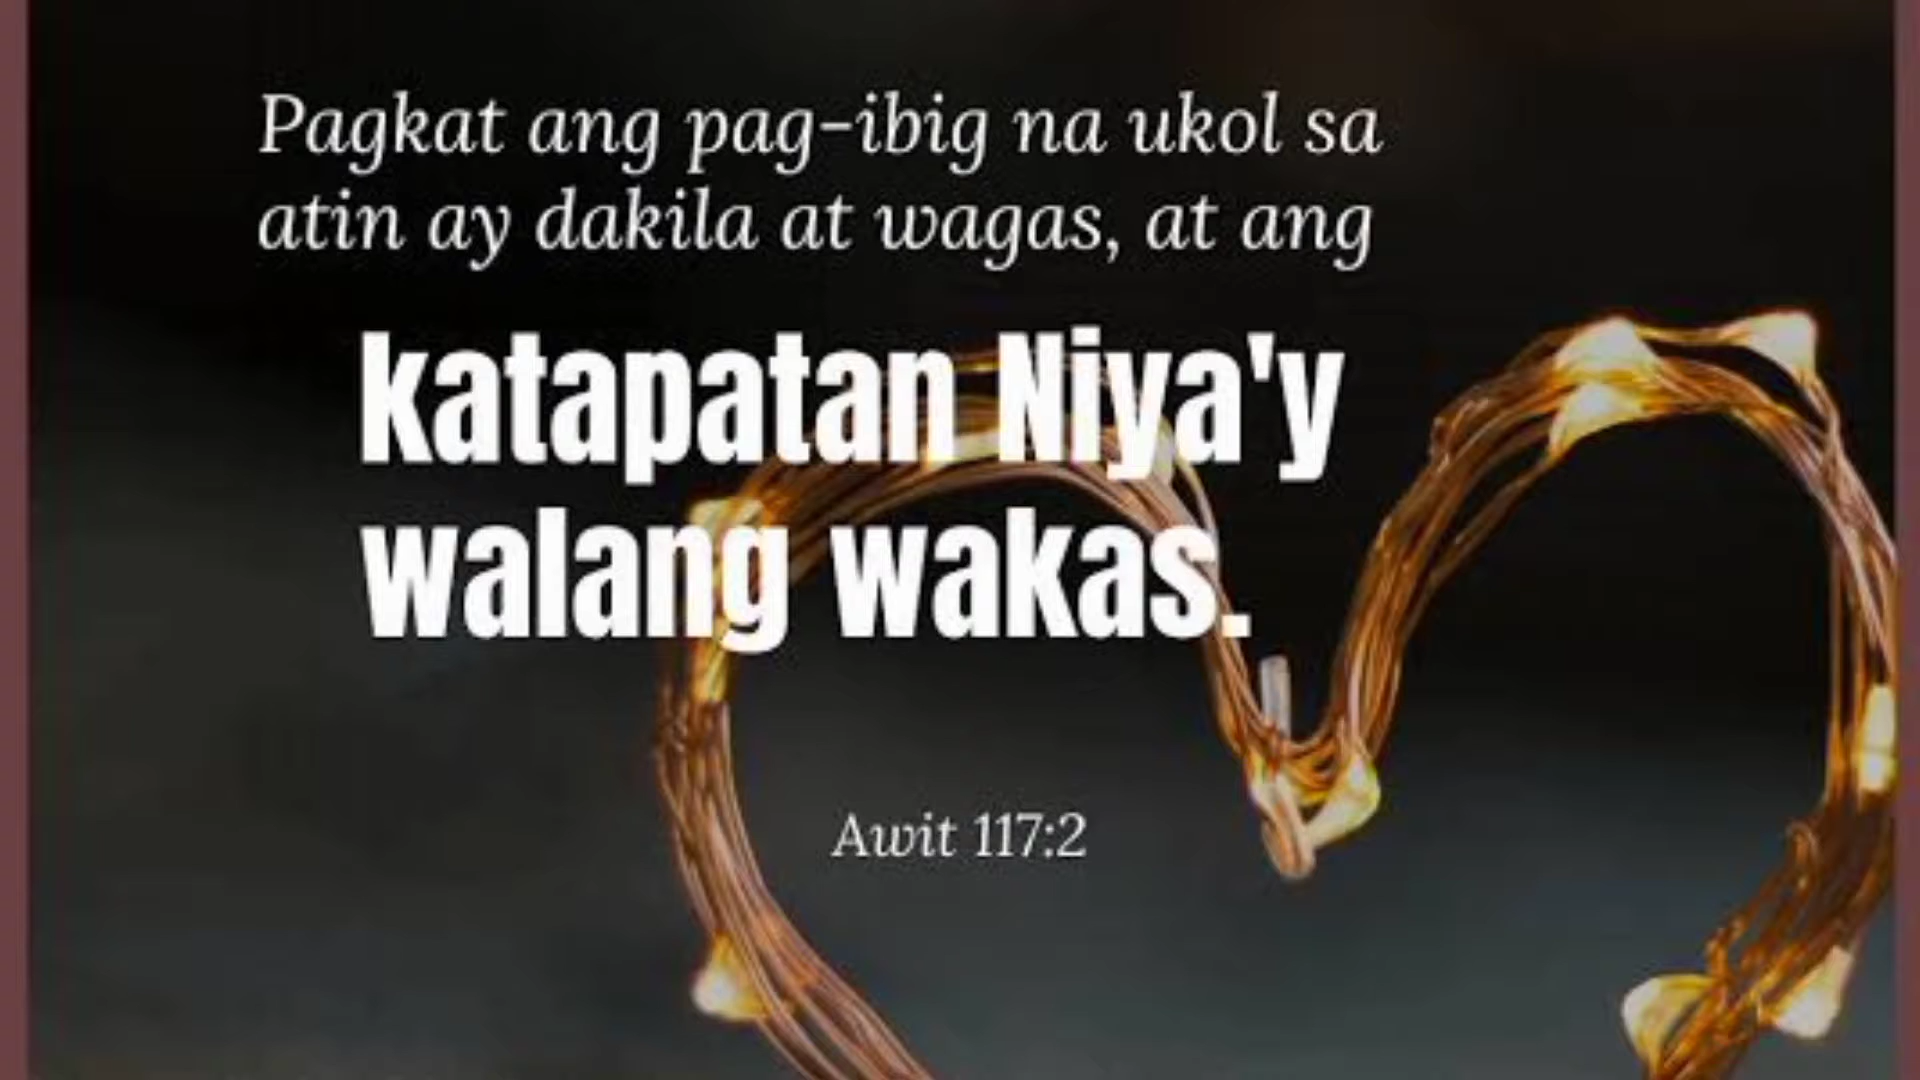 Pagkat ang pag-ibig na ukol sa
atin ay dakila at wagas, at ang
katapatan Niya'y
walang wakas.
Awit 117:2